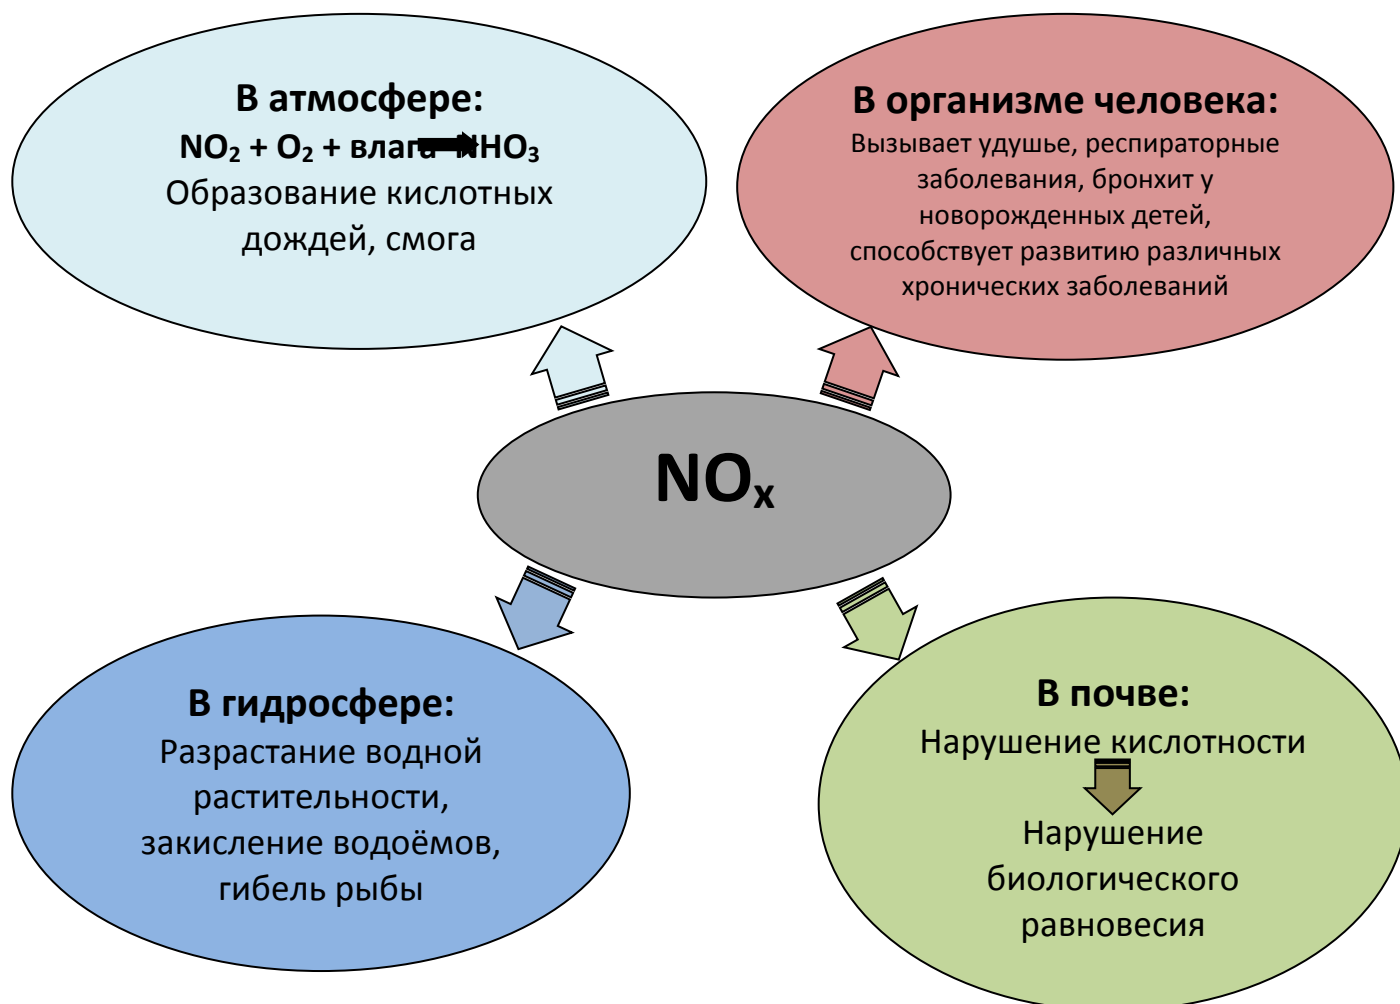 В атмосфере:
NO₂ + O₂ + влага HNO₃
Образование кислотных
дождей, смога
В организме человека:
Вызывает удушье, респираторные
заболевания, бронхит у
новорожденных детей,
способствует развитию различных
хронических заболеваний
NOₓ
В гидросфере:
Разрастание водной
растительности,
закисление водоёмов,
гибель рыбы
В почве:
Нарушение кислотности
Нарушение
биологического
равновесия